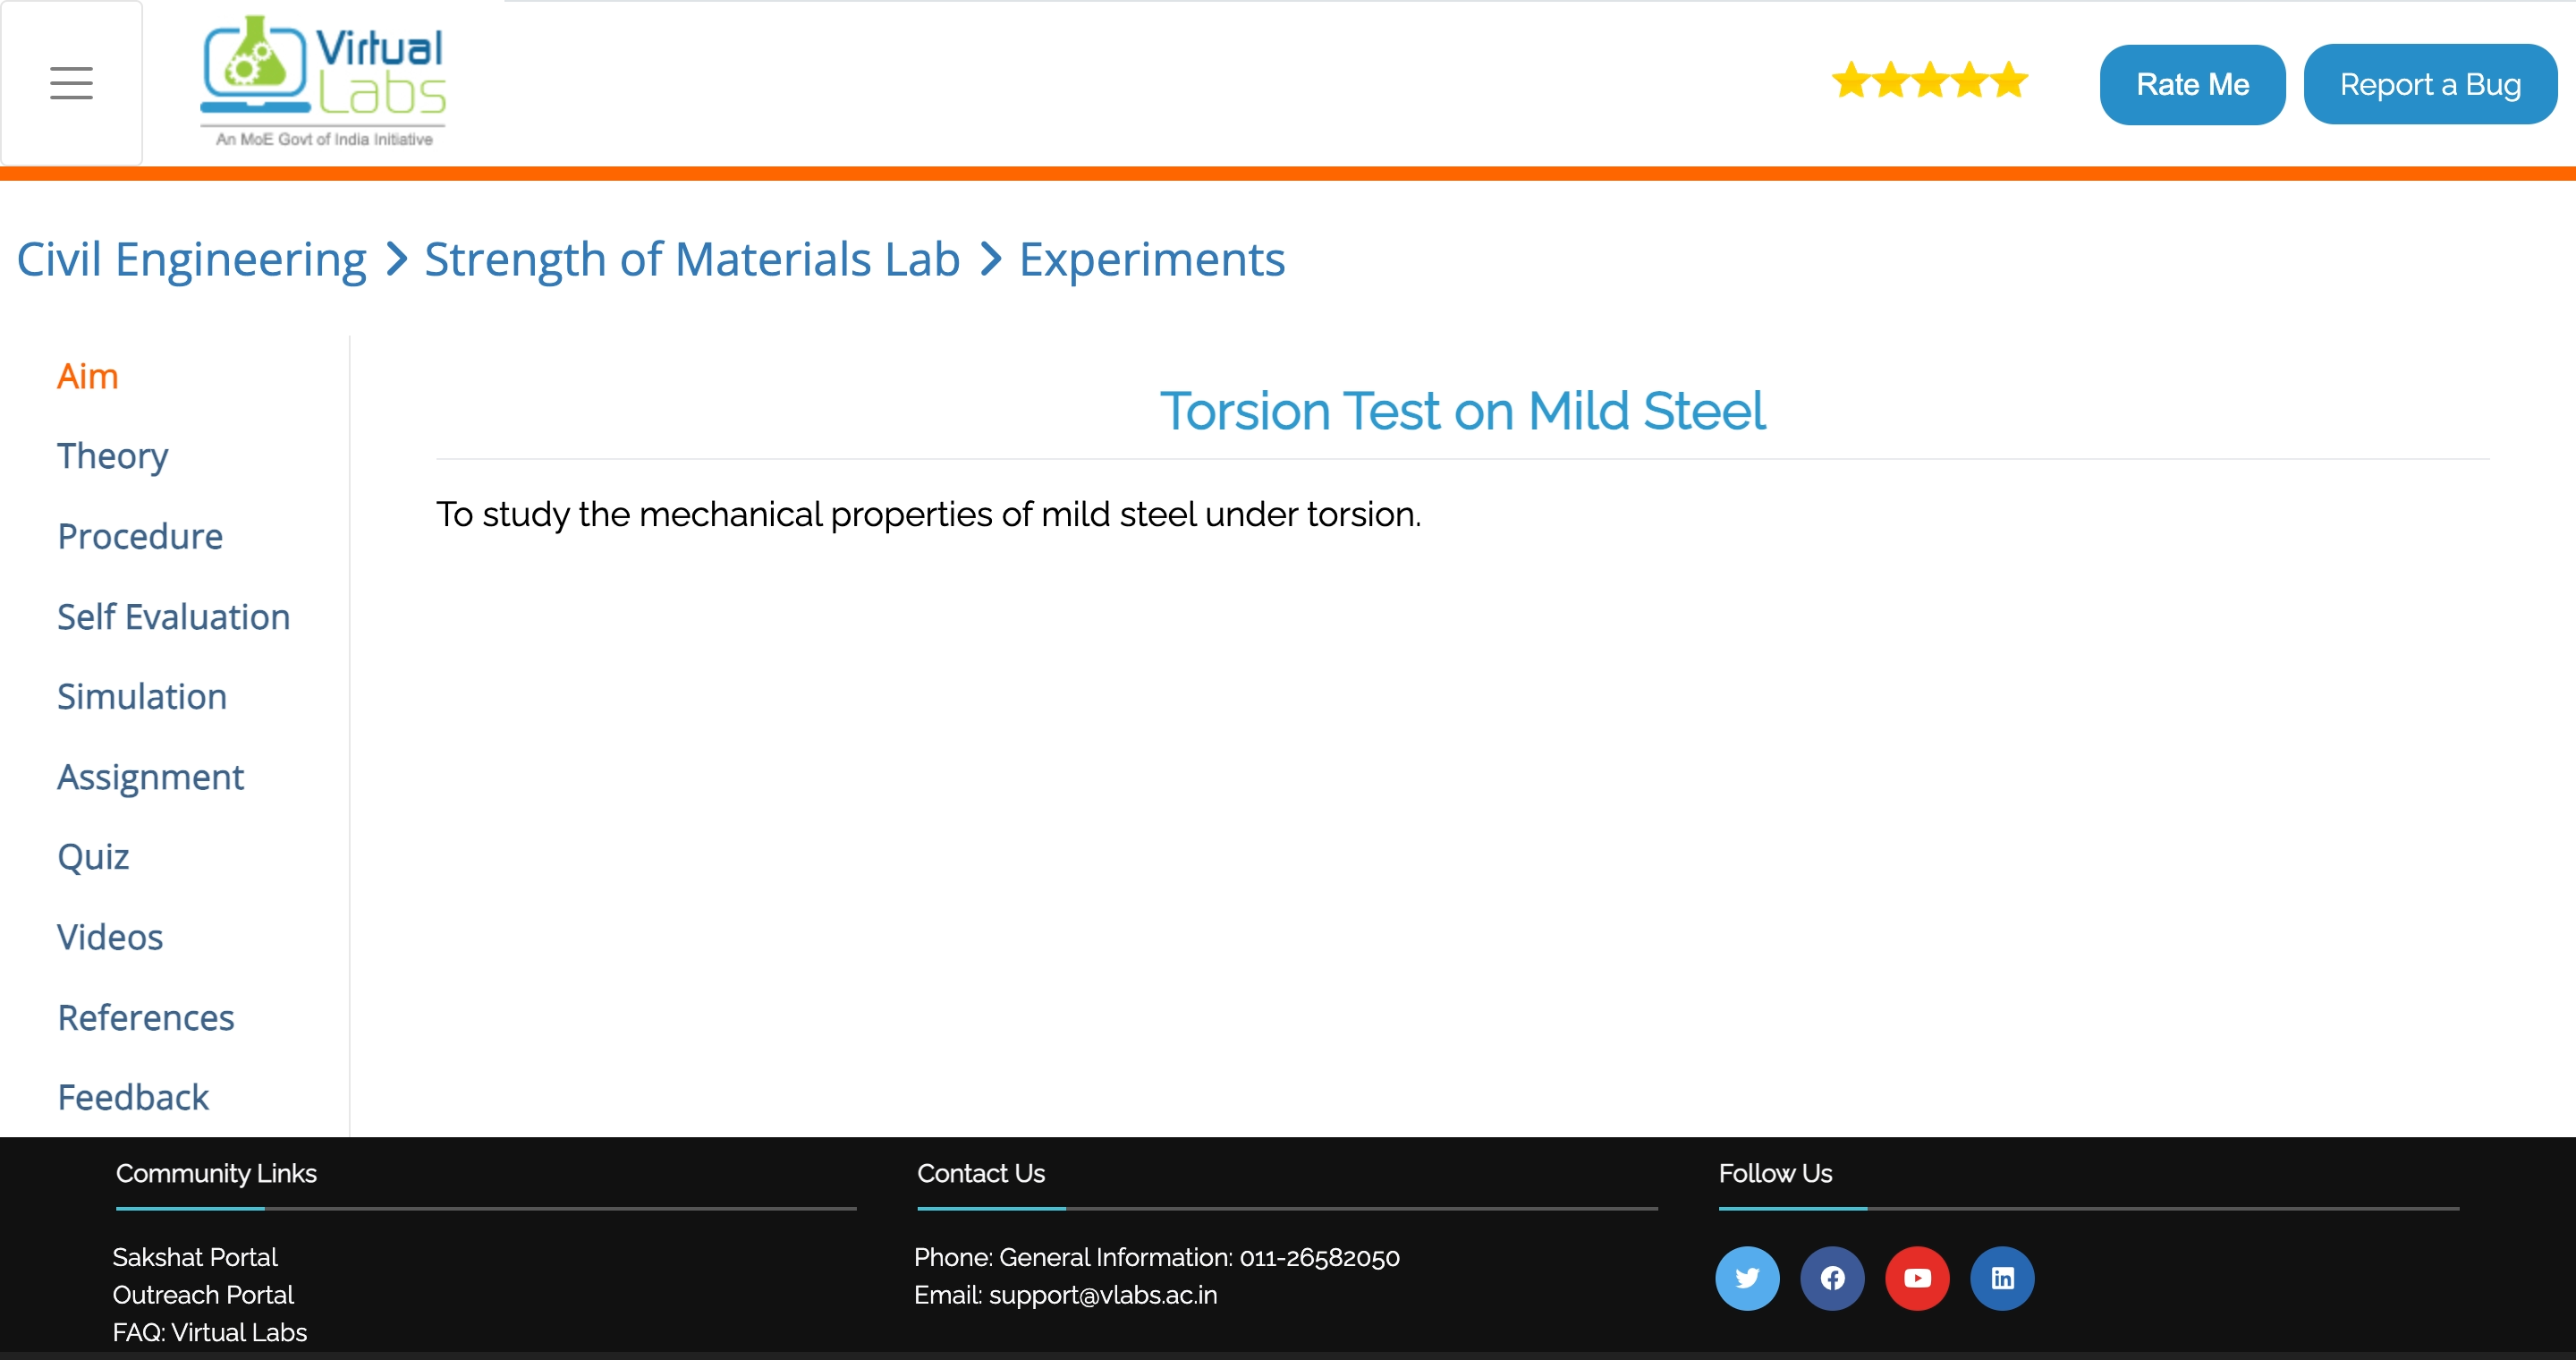 Virtual
Labs
An MoE Govt of India Initiative
Rate Me
Report a Bug
Civil Engineering > Strength of Materials Lab > Experiments
Aim
Theory
Procedure
Self Evaluation
Simulation
Assignment
Quiz
Videos
References
Feedback
Torsion Test on Mild Steel
To study the mechanical properties of mild steel under torsion.
Community Links
Sakshat Portal
Outreach Portal
FAQ: Virtual Labs
Contact Us
Phone: General Information: 011-26582050
Email: support@vlabs.ac.in
Follow Us